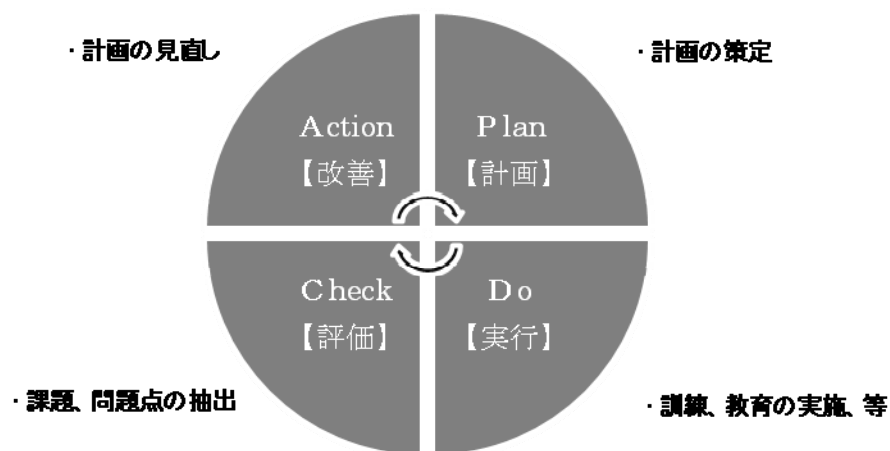 ・計画の見直し
・計画の策定
Action
【改善】
Plan
【計画】
Check
【評価】
Do
【実行】
・課題、問題点の抽出
・訓練、教育の実施、等